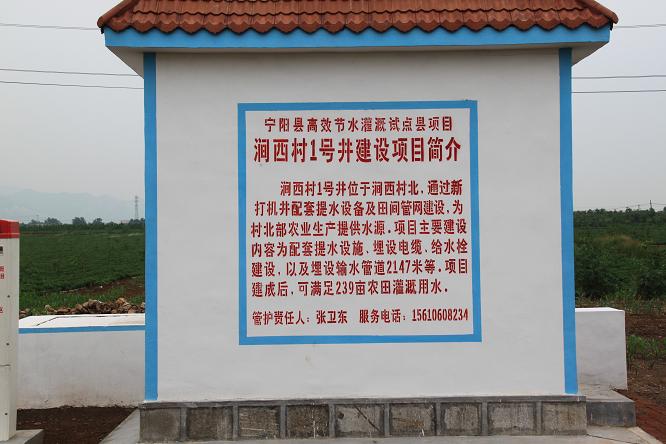 宁阳县高效节水灌溉试点县项目
涧西村1号井建设项目简介
涧西村1号井位于涧西村北，通过新
打机井配套提水设备及田间管网建设，为
村北部农业生产提供水源。项目主要建设
内容为配套提水设施、埋设电缆、给水栓
建设，以及埋设输水管道2147米等。项目
建成后，可满足239亩农田灌溉用水。
管护责任人：张卫东 服务电话：15610608234